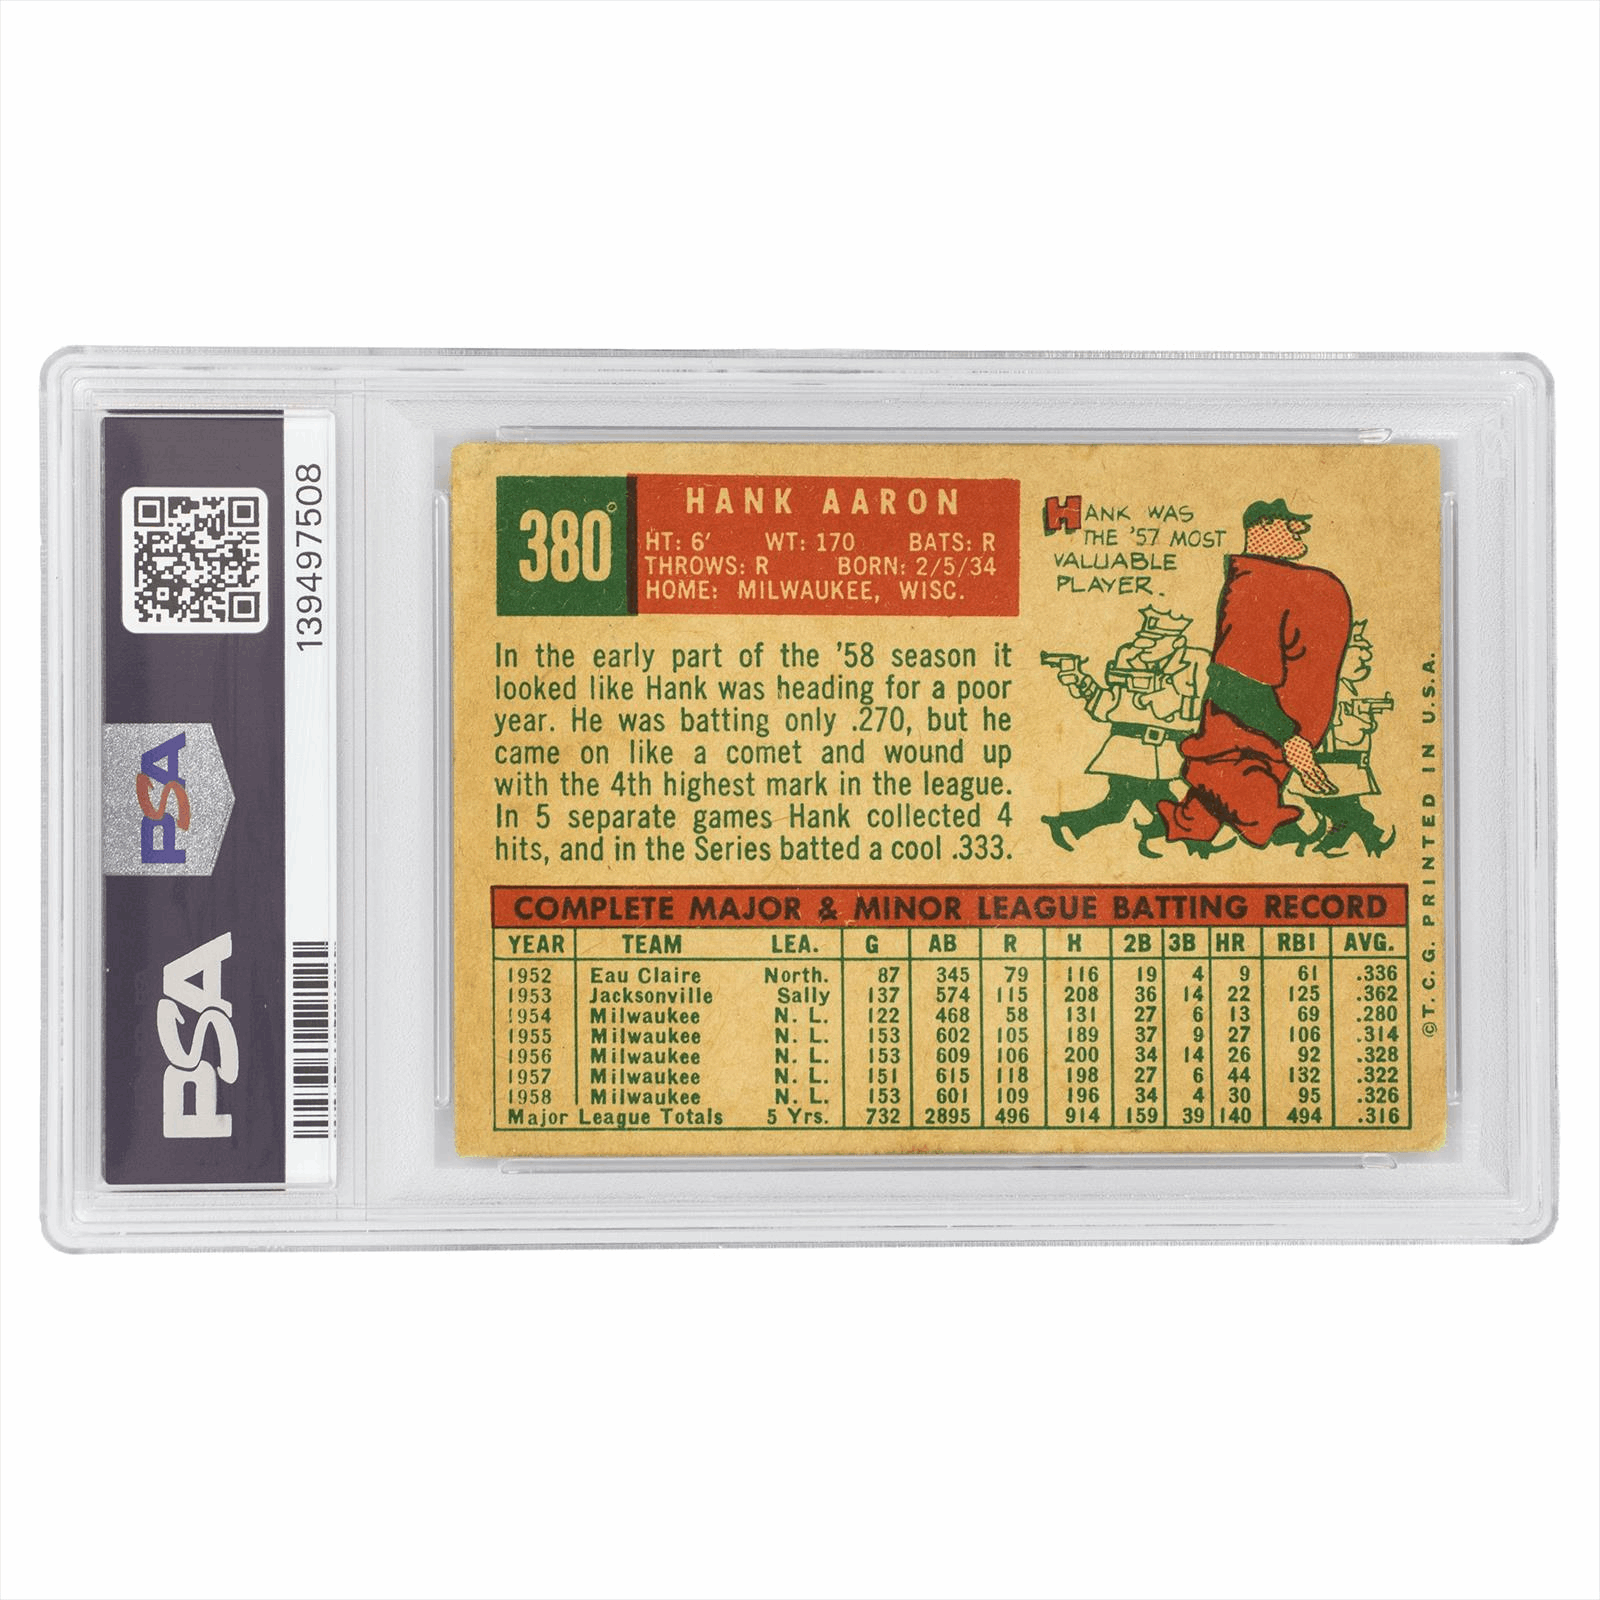 139497508
PSA
PSA
380
HANK AARON
HT: 6' WT: 170 BATS: R
THROWS: R BORN: 2/5/34
HOME: MILWAUKEE, WISC.
HANK WAS
THE '57 MOST
VALUABLE
PLAYER.
In the early part of the '58 season it
looked like Hank was heading for a poor
year. He was batting only .270, but he
came on like a comet and wound up
with the 4th highest mark in the league.
In 5 separate games Hank collected 4
hits, and in the Series batted a cool .333.
COMPLETE MAJOR & MINOR LEAGUE BATTING RECORD
YEAR TEAM LEA. G AB R H 2B 3B HR RBI AVG.
1952 Eau Claire North. 87 345 79 116 19 4 9 61 .336
1953 Jacksonville Sally 137 574 115 208 36 14 22 125 .362
1954 Milwaukee N. L. 122 468 58 131 27 6 13 69 .280
1955 Milwaukee N. L. 153 602 105 189 37 9 27 106 .314
1956 Milwaukee N. L. 153 609 106 200 34 14 26 92 .328
1957 Milwaukee N. L. 151 615 118 198 27 6 44 132 .322
1958 Milwaukee N. L. 153 601 109 196 34 4 30 95 .326
Major League Totals 5 Yrs. 732 2895 496 914 159 39 140 494 .316
©T. C. G. PRINTED IN U.S.A.